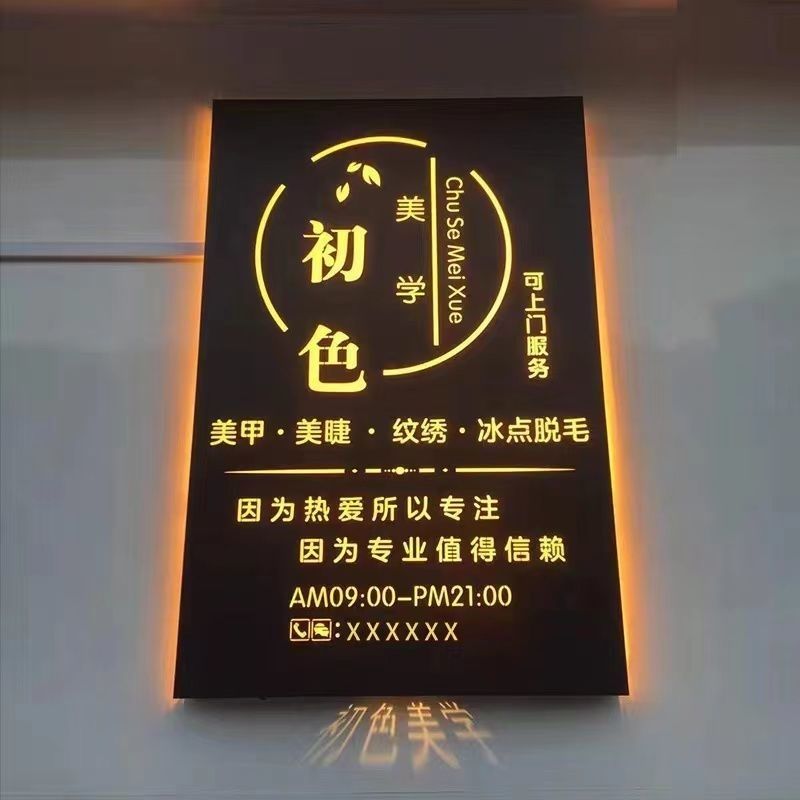 初色
美学
Chu Se Mei Xue
可上门服务
美甲·美睫·纹绣·冰点脱毛
因为热爱所以专注
因为专业值得信赖
AM09:00-PM21:00
:XXXXXX
初色美学